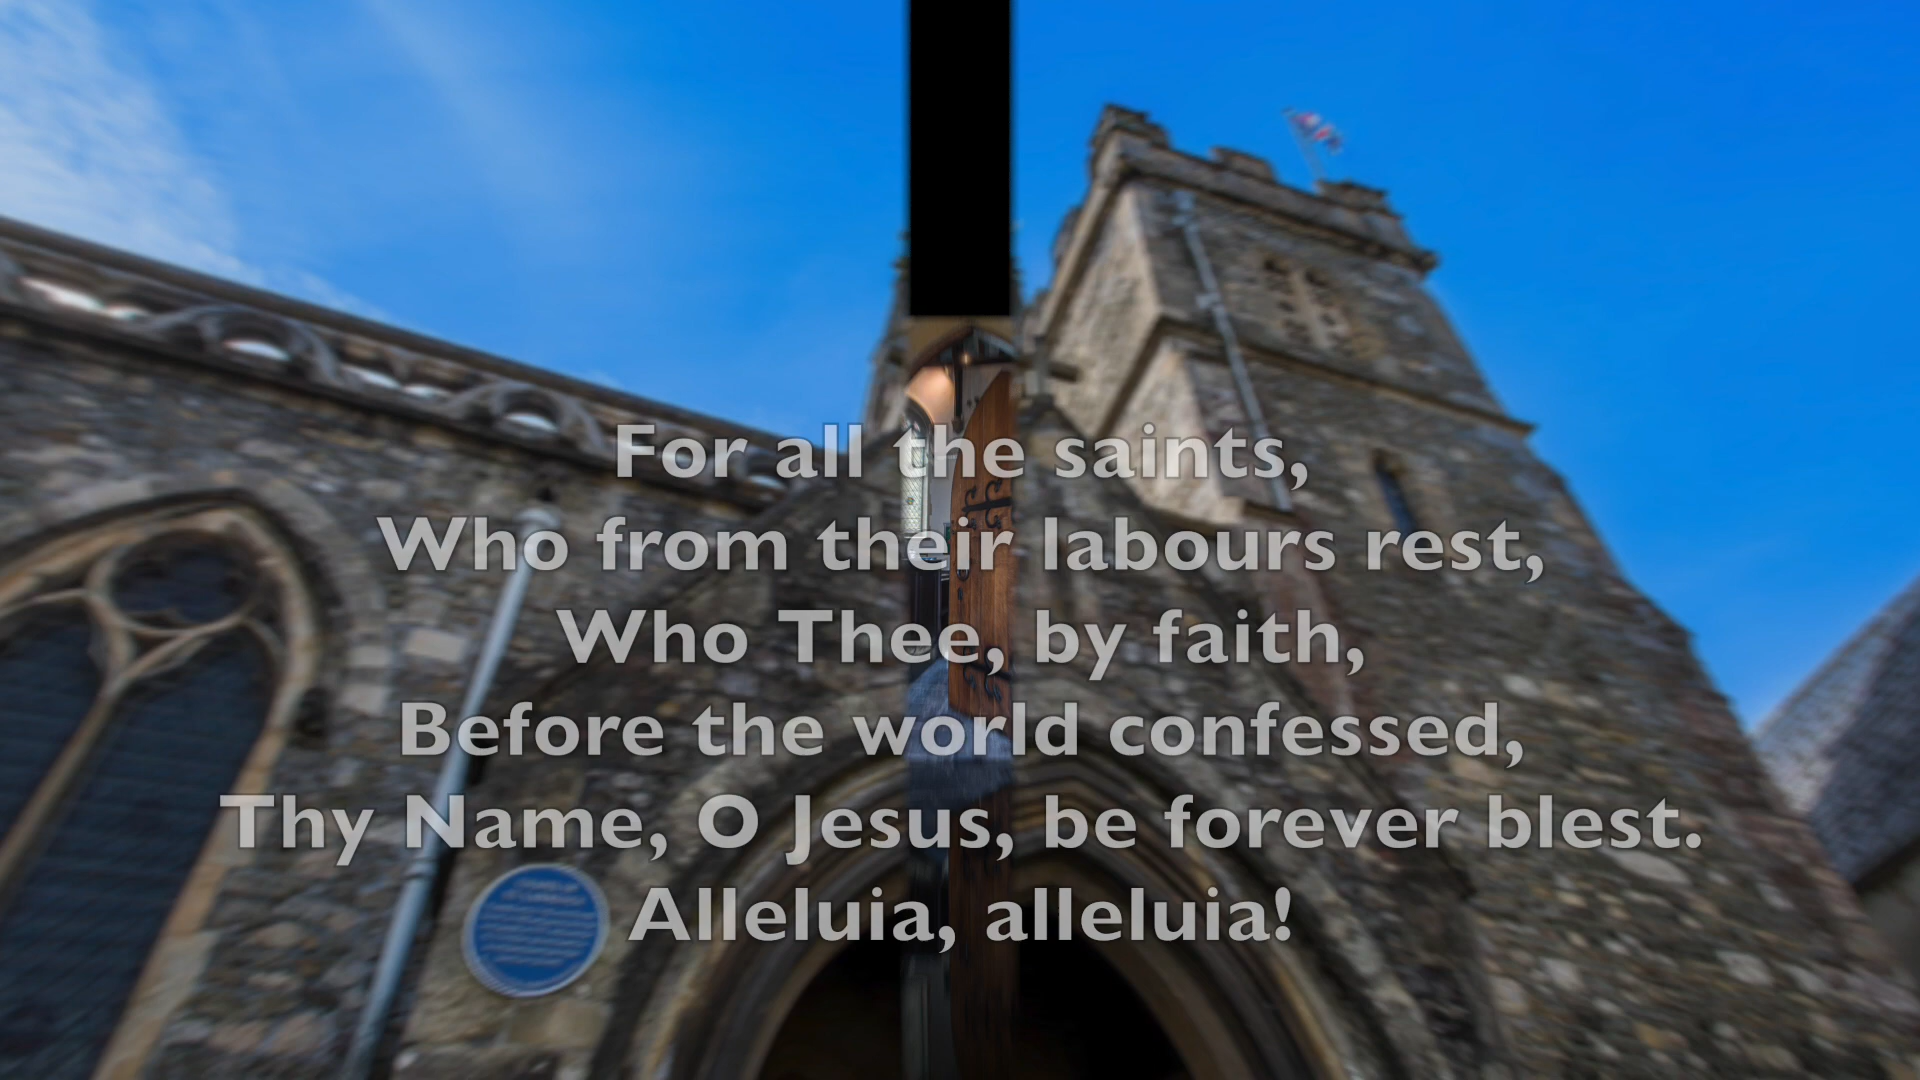 For all the saints,
Who from their labours rest,
Who Thee, by faith,
Before the world confessed,
Thy Name, O Jesus, be forever blest.
Alleluia, alleluia!